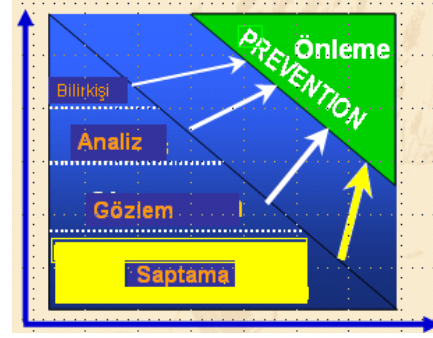 Önleme
PREVENTION
Bilirkişi
Analiz
Gözlem
Saptama